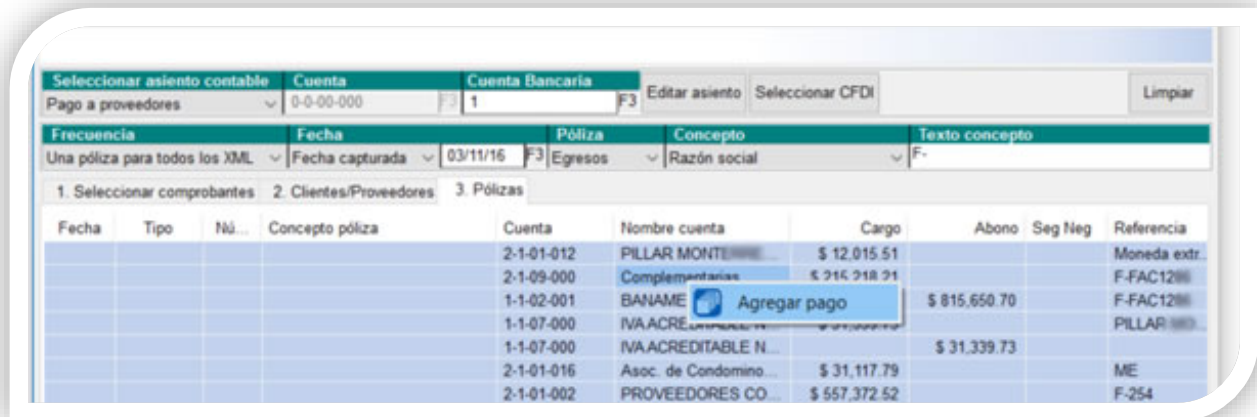 Seleccionar asiento contable Cuenta Cuenta Bancaria
Pago a proveedores 0-0-00-000 F3 1 F3 Editar asiento Seleccionar CFDI Limpiar
Frecuencia Fecha Póliza Concepto Texto concepto
Una póliza para todos los XML Fecha capturada 03/11/16 F3 Egresos Razón social F-
1. Seleccionar comprobantes 2. Clientes/Proveedores 3. Pólizas
Fecha Tipo Nú... Concepto póliza Cuenta Nombre cuenta Cargo Abono Seg Neg Referencia
2-1-01-012 PILLAR $ 12,015.51 Moneda extr...
2-1-09-000 Complementarias $ 215,218.21 F-FAC12
Agregar pago
1-1-02-001 BANAME $ 815,650.70 F-FAC12
1-1-07-000 IVA ACREDITABLE N... PILLAR
1-1-07-000 IVA ACREDITABLE N... $ 31,339.73
2-1-01-016 Asoc. de Condomino... $ 31,117.79 ME
2-1-01-002 PROVEEDORES CO... $ 557,372.52 F-254